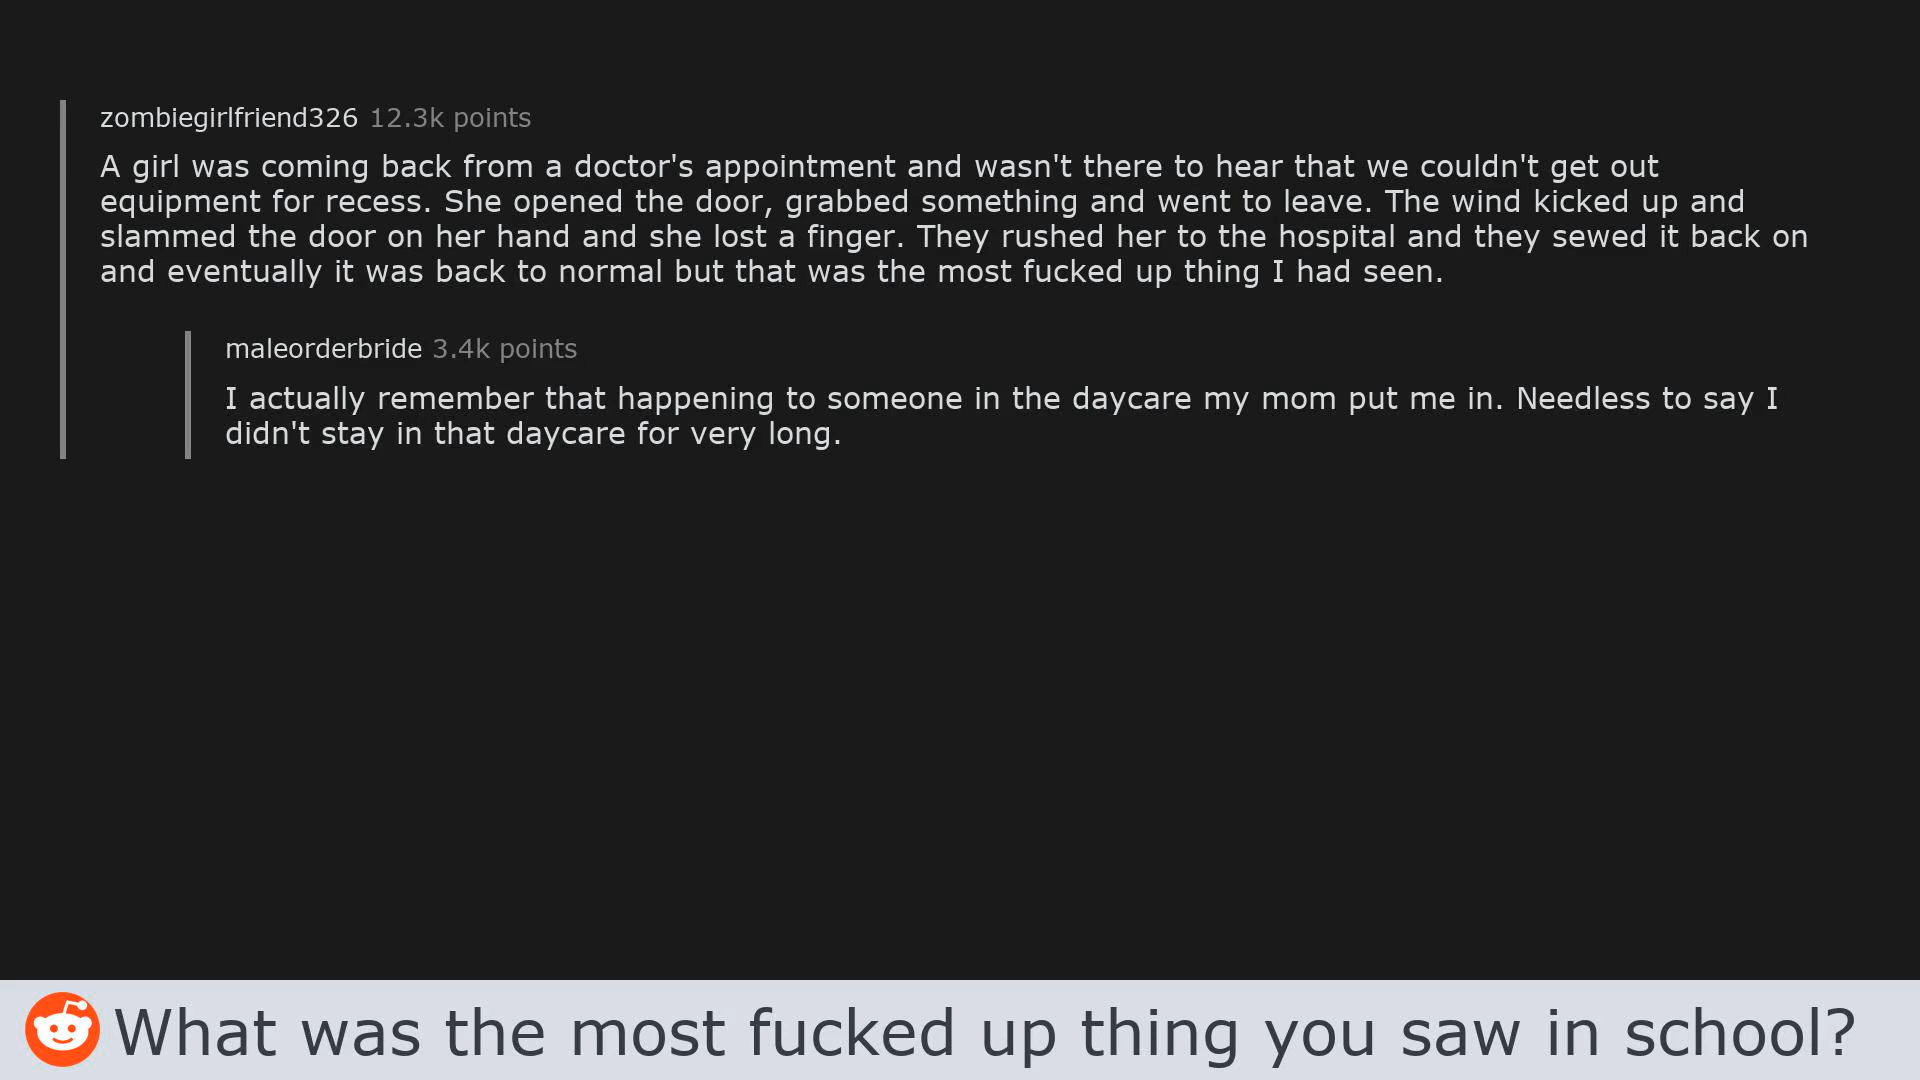 zombiegirlfriend326 12.3k points
A girl was coming back from a doctor's appointment and wasn't there to hear that we couldn't get out
equipment for recess. She opened the door, grabbed something and went to leave. The wind kicked up and
slammed the door on her hand and she lost a finger. They rushed her to the hospital and they sewed it back on
and eventually it was back to normal but that was the most fucked up thing I had seen.
maleorderbride 3.4k points
I actually remember that happening to someone in the daycare my mom put me in. Needless to say I
didn't stay in that daycare for very long.
What was the most fucked up thing you saw in school?